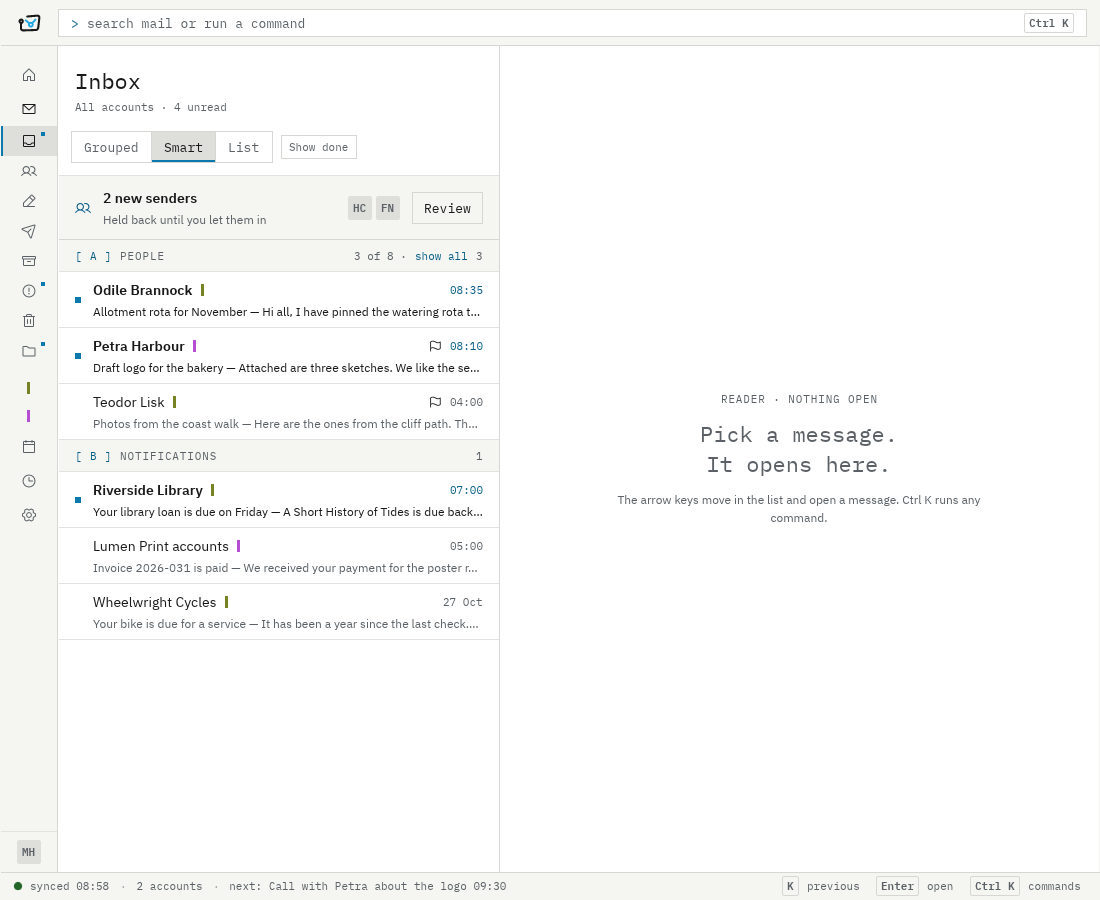 > search mail or run a command Ctrl K
Inbox
All accounts · 4 unread
Grouped Smart List Show done
2 new senders
Held back until you let them in
HC FN Review
[ A ] PEOPLE 3 of 8 · show all 3
Odile Brannock 08:35
Allotment rota for November — Hi all, I have pinned the watering rota t...
Petra Harbour 08:10
Draft logo for the bakery — Attached are three sketches. We like the se...
Teodor Lisk 04:00
Photos from the coast walk — Here are the ones from the cliff path. Th...
[ B ] NOTIFICATIONS 1
Riverside Library 07:00
Your library loan is due on Friday — A Short History of Tides is due back...
Lumen Print accounts 05:00
Invoice 2026-031 is paid — We received your payment for the poster r...
Wheelwright Cycles 27 Oct
Your bike is due for a service — It has been a year since the last check....
READER · NOTHING OPEN
Pick a message.
It opens here.
The arrow keys move in the list and open a message. Ctrl K runs any
command.
MH
synced 08:58 · 2 accounts · next: Call with Petra about the logo 09:30
K previous Enter open Ctrl K commands